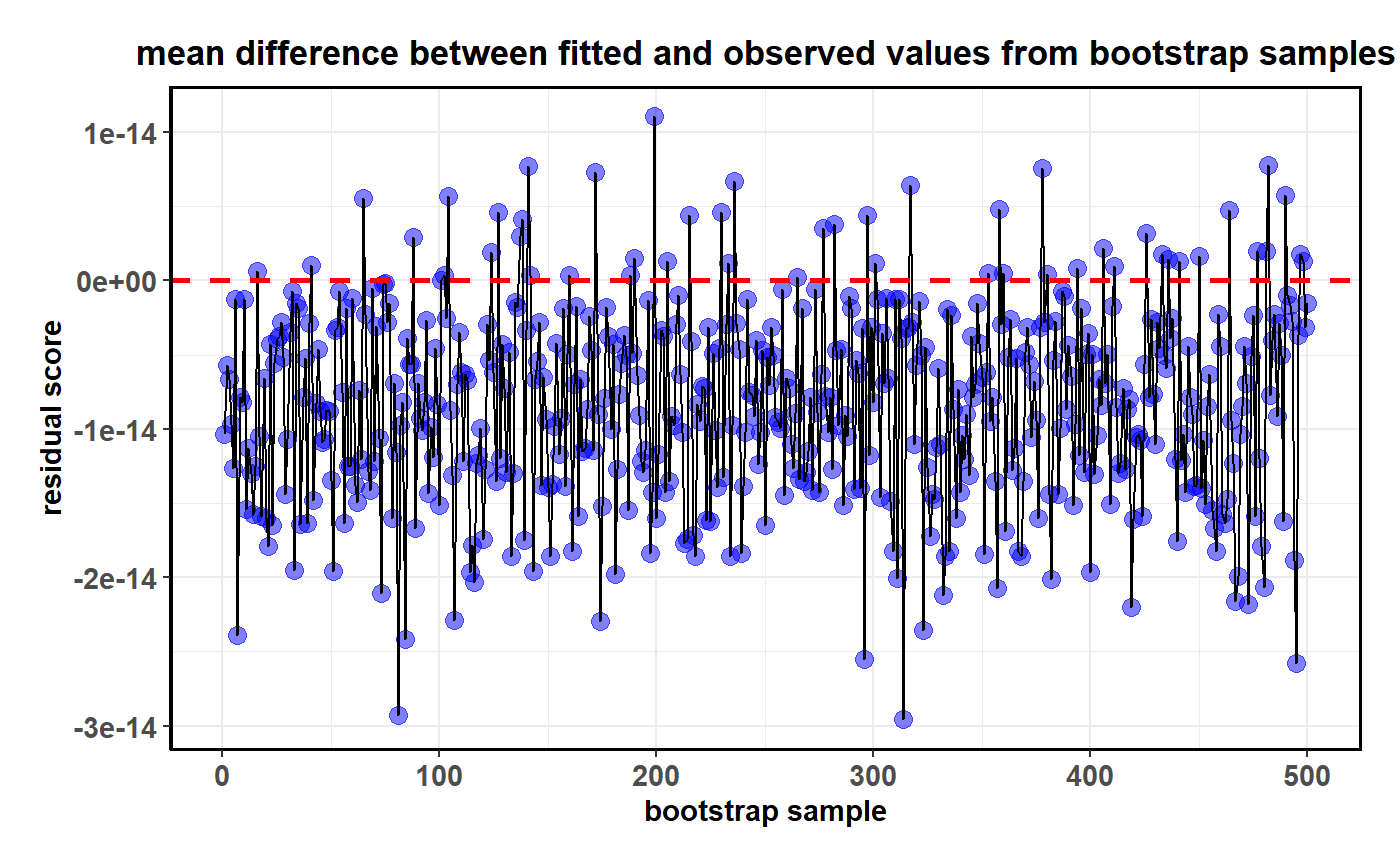 mean difference between fitted and observed values from bootstrap samples
1e-14
0e+00
-1e-14
-2e-14
-3e-14
residual score
0 100 200 300 400 500
bootstrap sample